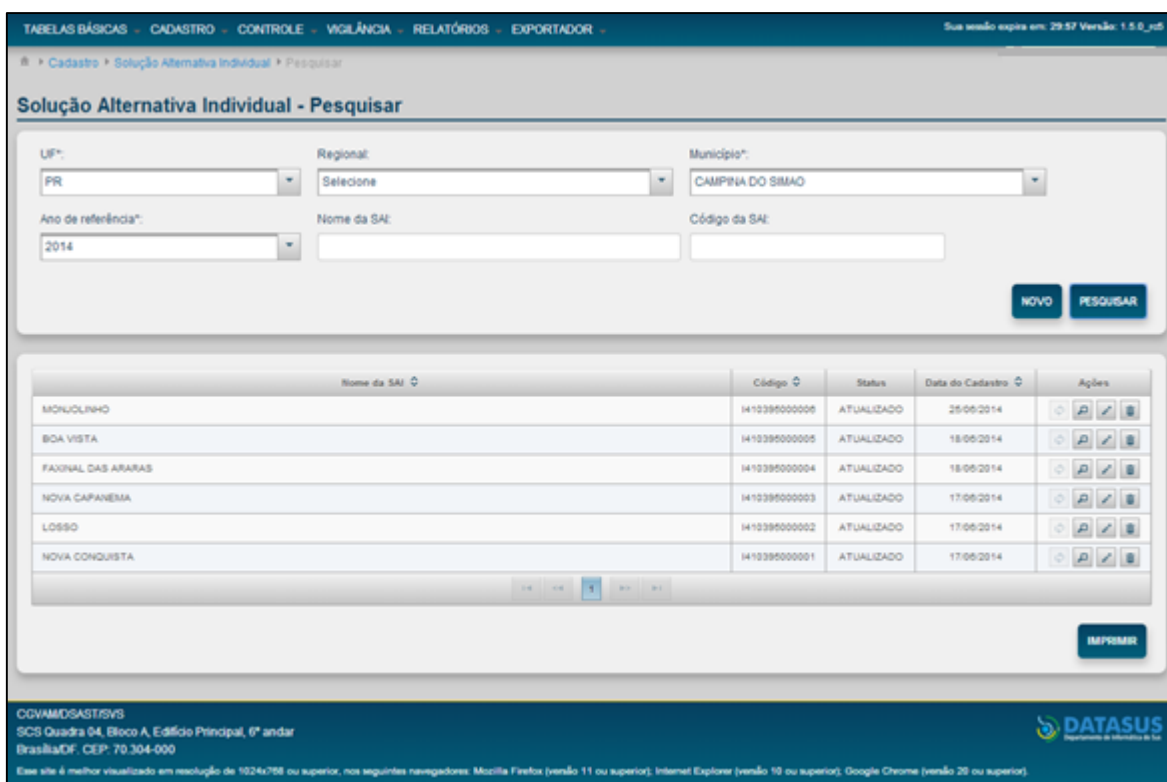 TABELAS BÁSICAS CADASTRO CONTROLE VIGILÂNCIA RELATÓRIOS EXPORTADOR Sua sessão expira em: 29:57 Versão: 1.5.0_rc5
Cadastro Solução Alternativa Individual Pesquisar
Solução Alternativa Individual - Pesquisar
UF*: Regional: Município*:
PR Selecione CAMPINA DO SIMAO
Ano de referência*: Nome da SAI: Código da SAI:
2014
NOVO PESQUISAR
Nome da SAI Código Status Data do Cadastro Ações
MONJOLINHO I410395000006 ATUALIZADO 25/06/2014
BOA VISTA I410395000005 ATUALIZADO 18/06/2014
FAXINAL DAS ARARAS I410395000004 ATUALIZADO 18/06/2014
NOVA CAPANEMA I410395000003 ATUALIZADO 17/06/2014
LOSSO I410395000002 ATUALIZADO 17/06/2014
NOVA CONQUISTA I410395000001 ATUALIZADO 17/06/2014
1
IMPRIMIR
CGVAM/DSAST/SVS
SCS Quadra 04, Bloco A, Edifício Principal, 6º andar
Brasília/DF. CEP: 70.304-000
DATASUS
Departamento de Informática do Sus
Esse site é melhor visualizado em resolução de 1024x768 ou superior, nos seguintes navegadores: Mozilla Firefox (versão 11 ou superior); Internet Explorer (versão 10 ou superior); Google Chrome (versão 20 ou superior).